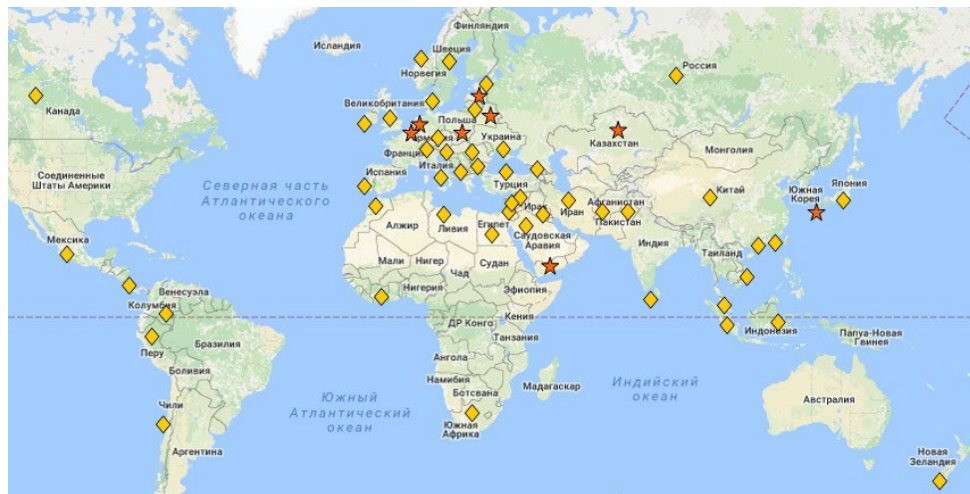 Исландия
Финляндия
Швеция
Норвегия
Россия
Канада
Великобритания
Польша
Украина
Казахстан
Монголия
Соединенные
Штаты Америки
Северная часть
Атлантического
океана
Испания
Италия
Турция
Ирак
Иран
Афганистан
Пакистан
Китай
Южная
Корея
Япония
Мексика
Алжир
Ливия
Египет
Саудовская
Аравия
Индия
Таиланд
Мали
Нигер
Чад
Судан
Венесуэла
Колумбия
Нигерия
Эфиопия
Кения
ДР Конго
Танзания
Индонезия
Папуа-Новая
Гвинея
Перу
Бразилия
Боливия
Ангола
Намибия
Ботсвана
Мадагаскар
Индийский
океан
Южный
Атлантический
океан
Чили
Южная
Африка
Австралия
Аргентина
Новая
Зеландия